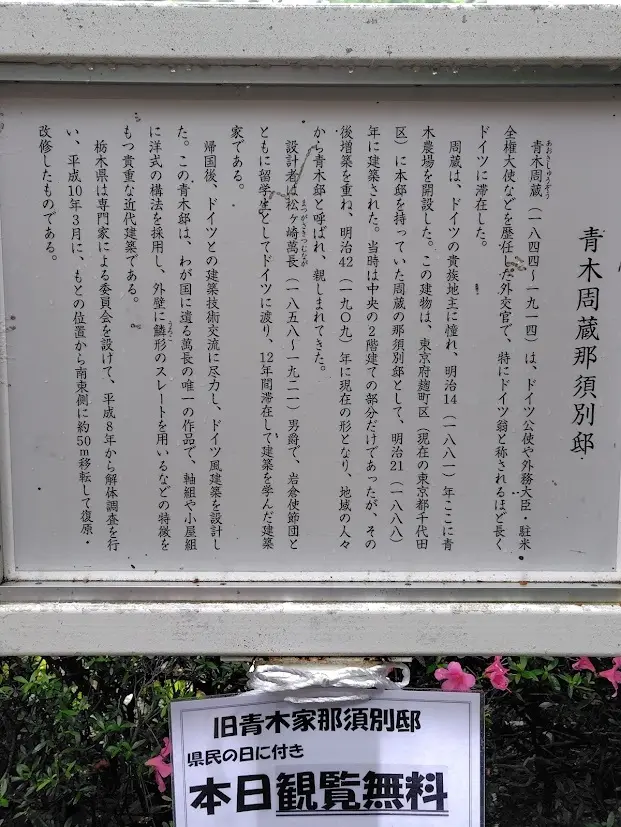 青木周蔵那須別邸
あおきしゅうぞう
青木周蔵(一八四四〜一九一四)は、ドイツ公使や外務大臣・駐米
全権大使などを歴任した外交官で、特にドイツ翁と称されるほど長く
ドイツに滞在した。
周蔵は、ドイツの貴族地主に憧れ、明治14(一八八一)年ここに青
木農場を開設した。この建物は、東京府麹町区(現在の東京都千代田
区)に本邸を持っていた周蔵の那須別邸として、明治21(一八八八)
年に建築された。当時は中央の2階建ての部分だけであったが、その
後増築を重ね、明治42(一九〇九)年に現在の形となり、地域の人々
から青木邸と呼ばれ、親しまれてきた。
まつがさきつむなが
設計者は松ヶ崎萬長(一八五八〜一九二一)男爵で、岩倉使節団と
ともに留学生としてドイツに渡り、12年間滞在して建築を学んだ建築
家である。
帰国後、ドイツとの建築技術交流に尽力し、ドイツ風建築を設計し
た。この青木邸は、わが国に遺る萬長の唯一の作品で、軸組や小屋組
うろこ
に洋式の構法を採用し、外壁に鱗形のスレートを用いるなどの特徴を
もつ貴重な近代建築である。
栃木県は専門家による委員会を設けて、平成8年から解体調査を行
い、平成10年3月に、もとの位置から南東側に約50m移転して復原・
改修したものである。
旧青木家那須別邸
県民の日に付き
本日観覧無料